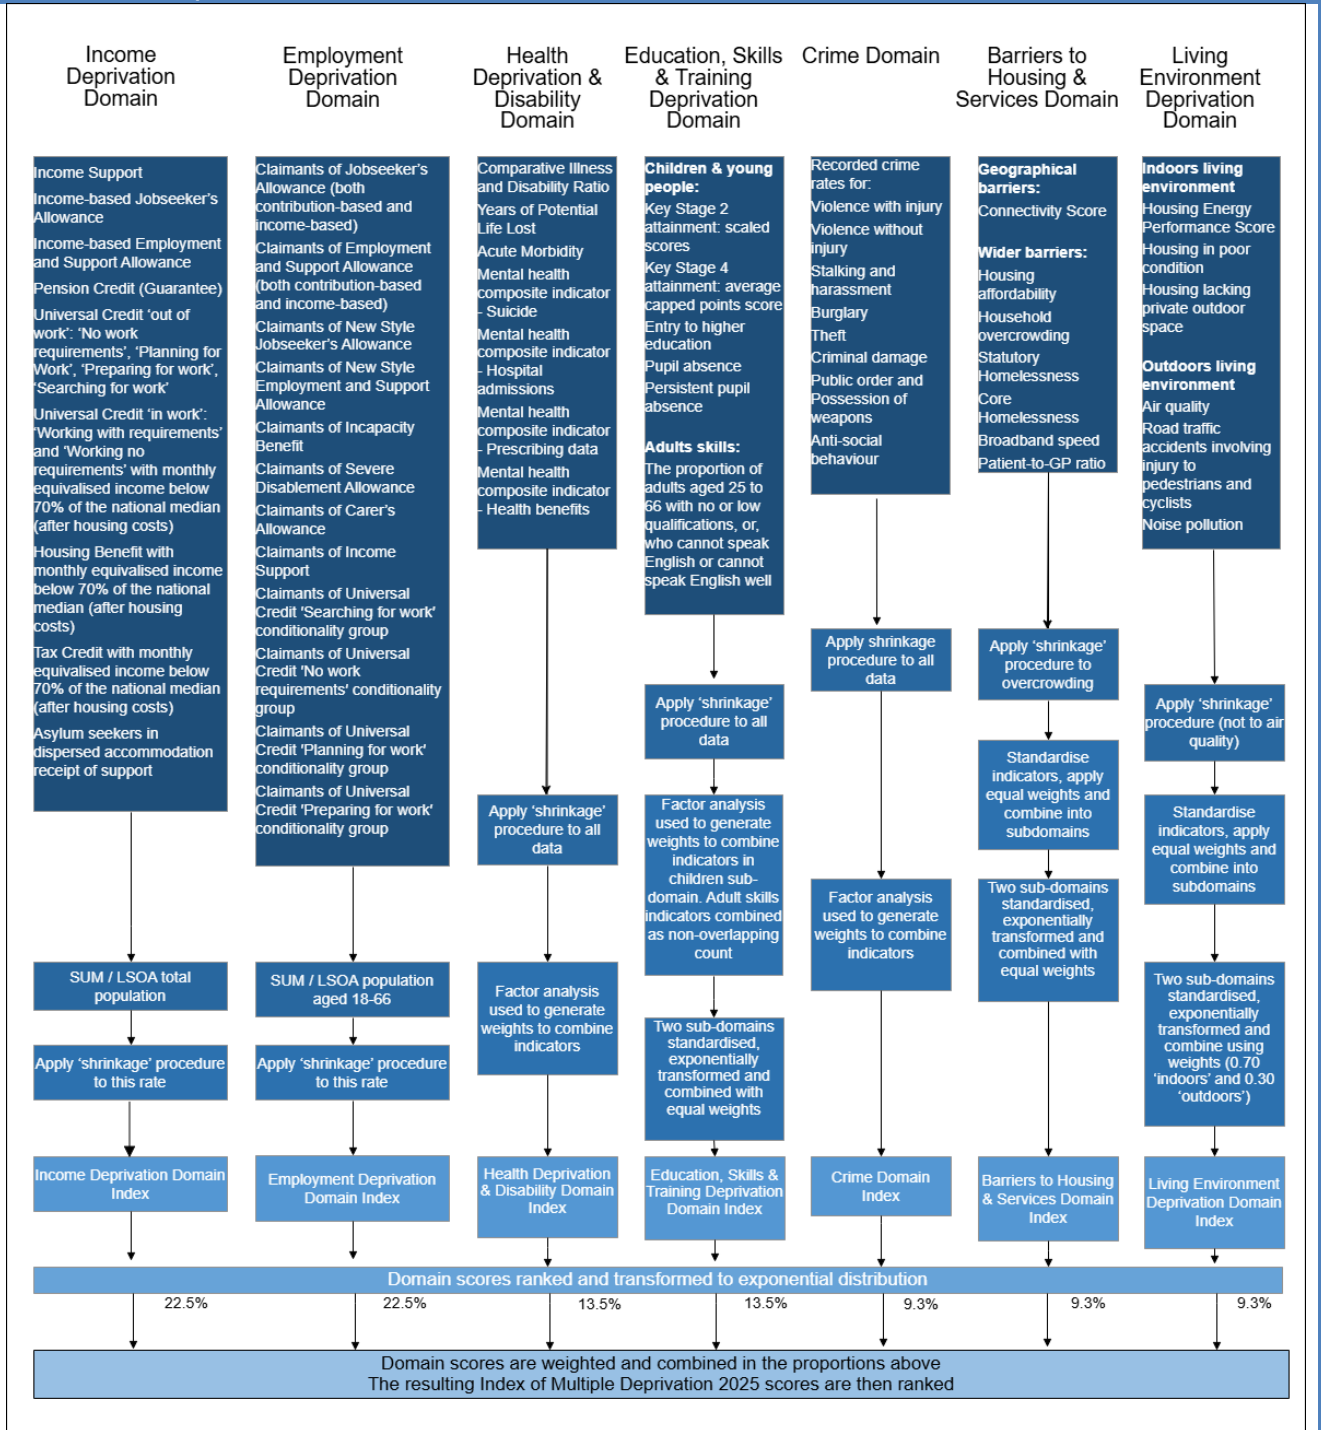 Income
Deprivation
Domain
Employment
Deprivation
Domain
Health
Deprivation &
Disability
Domain
Education, Skills
& Training
Deprivation
Domain
Crime Domain
Barriers to
Housing &
Services Domain
Living
Environment
Deprivation
Domain
Income Support
Income-based Jobseeker's
Allowance
Income-based Employment
and Support Allowance
Pension Credit (Guarantee)
Universal Credit 'out of
work': 'No work
requirements', 'Planning for
Work', 'Preparing for work',
'Searching for work'
Universal Credit 'in work':
'Working with requirements'
and 'Working no
requirements' with monthly
equivalised income below
70% of the national median
(after housing costs)
Housing Benefit with
monthly equivalised income
below 70% of the national
median (after housing
costs)
Tax Credit with monthly
equivalised income below
70% of the national median
(after housing costs)
Asylum seekers in
dispersed accommodation
receipt of support
Claimants of Jobseeker's
Allowance (both
contribution-based and
income-based)
Claimants of Employment
and Support Allowance
(both contribution-based
and income-based)
Claimants of New Style
Jobseeker's Allowance
Claimants of New Style
Employment and Support
Allowance
Claimants of Incapacity
Benefit
Claimants of Severe
Disablement Allowance
Claimants of Carer's
Allowance
Claimants of Income
Support
Claimants of Universal
Credit 'Searching for work'
conditionality group
Claimants of Universal
Credit 'No work
requirements' conditionality
group
Claimants of Universal
Credit 'Planning for work'
conditionality group
Claimants of Universal
Credit 'Preparing for work'
conditionality group
Comparative Illness
and Disability Ratio
Years of Potential
Life Lost
Acute Morbidity
Mental health
composite indicator
- Suicide
Mental health
composite indicator
- Hospital
admissions
Mental health
composite indicator
- Prescribing data
Mental health
composite indicator
- Health benefits
Children & young
people:
Key Stage 2
attainment: scaled
scores
Key Stage 4
attainment: average
capped points score
Entry to higher
education
Pupil absence
Persistent pupil
absence
Adults skills:
The proportion of
adults aged 25 to
66 with no or low
qualifications, or,
who cannot speak
English or cannot
speak English well
Recorded crime
rates for:
Violence with injury
Violence without
injury
Stalking and
harassment
Burglary
Theft
Criminal damage
Public order and
Possession of
weapons
Anti-social
behaviour
Geographical
barriers:
Connectivity Score
Wider barriers:
Housing
affordability
Household
overcrowding
Statutory
Homelessness
Core
Homelessness
Broadband speed
Patient-to-GP ratio
Indoors living
environment
Housing Energy
Performance Score
Housing in poor
condition
Housing lacking
private outdoor
space
Outdoors living
environment
Air quality
Road traffic
accidents involving
injury to
pedestrians and
cyclists
Noise pollution
SUM / LSOA total
population
Apply 'shrinkage' procedure
to this rate
SUM / LSOA population
aged 18-66
Apply 'shrinkage' procedure
to this rate
Apply 'shrinkage'
procedure to all
data
Factor analysis
used to generate
weights to combine
indicators
Apply 'shrinkage'
procedure to all
data
Factor analysis
used to generate
weights to combine
indicators in
children sub-
domain. Adult skills
indicators combined
as non-overlapping
count
Two sub-domains
standardised,
exponentially
transformed and
combined with
equal weights
Apply shrinkage
procedure to all
data
Factor analysis
used to generate
weights to combine
indicators
Apply 'shrinkage'
procedure to
overcrowding
Standardise
indicators, apply
equal weights and
combine into
subdomains
Two sub-domains
standardised,
exponentially
transformed and
combined with
equal weights
Apply 'shrinkage'
procedure (not to air
quality)
Standardise
indicators, apply
equal weights and
combine into
subdomains
Two sub-domains
standardised,
exponentially
transformed and
combine using
weights (0.70
'indoors' and 0.30
'outdoors')
Income Deprivation Domain
Index
Employment Deprivation
Domain Index
Health Deprivation
& Disability Domain
Index
Education, Skills &
Training Deprivation
Domain Index
Crime Domain
Index
Barriers to Housing
& Services Domain
Index
Living Environment
Deprivation Domain
Index
Domain scores ranked and transformed to exponential distribution
22.5%
22.5%
13.5%
13.5%
9.3%
9.3%
9.3%
Domain scores are weighted and combined in the proportions above
The resulting Index of Multiple Deprivation 2025 scores are then ranked